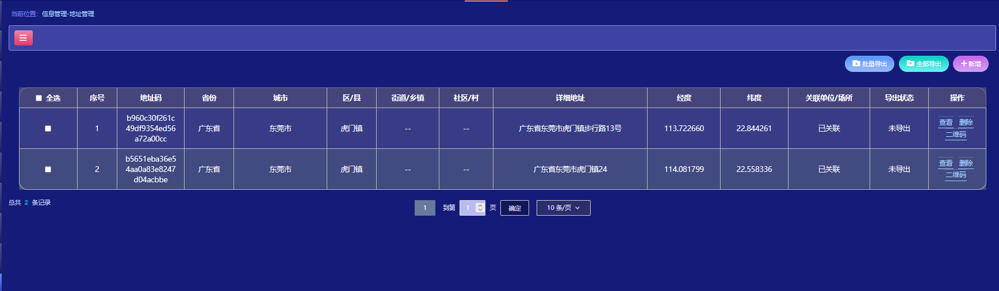 当前位置：信息管理-地址管理
批量导出 全部导出 新增
全选 序号 地址码 省份 城市 区/县 街道/乡镇 社区/村 详细地址 经度 纬度 关联单位/场所 导出状态 操作
1 b960c30f261c49df9354ed56a72a00cc 广东省 东莞市 虎门镇 -- -- 广东省东莞市虎门镇步行路13号 113.722660 22.844261 已关联 未导出 查看 删除 二维码
2 b5651eba36e54aa0a83e8247d04acbbe 广东省 东莞市 虎门镇 -- -- 广东省东莞市虎门镇24 114.081799 22.558336 已关联 未导出 查看 删除 二维码
总共 2 条记录 1 到第 1 页 确定 10 条/页